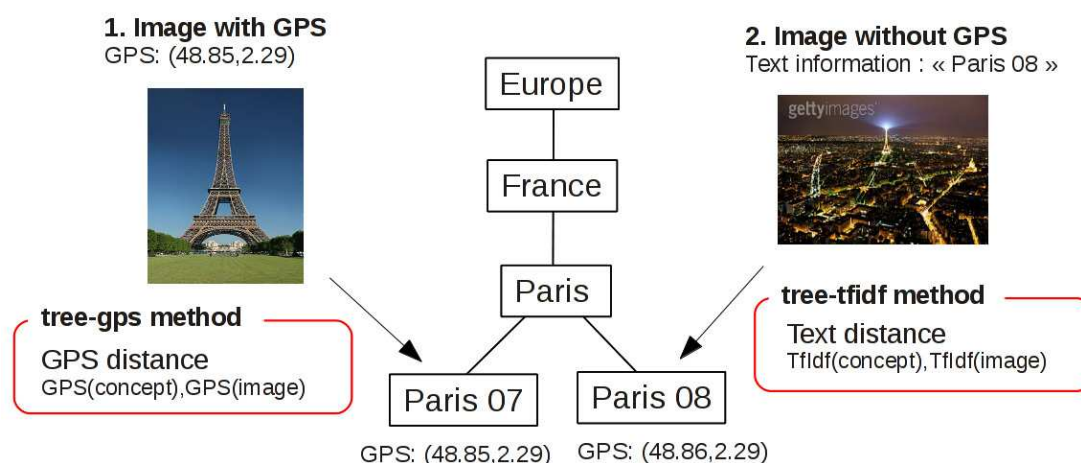 1. Image with GPS
GPS: (48.85,2.29)
2. Image without GPS
Text information : « Paris 08 »
gettyimages®
Europe
France
Paris
Paris 07
Paris 08
GPS: (48.85,2.29)
GPS: (48.86,2.29)
tree-gps method
GPS distance
GPS(concept),GPS(image)
tree-tfidf method
Text distance
TfIdf(concept),TfIdf(image)